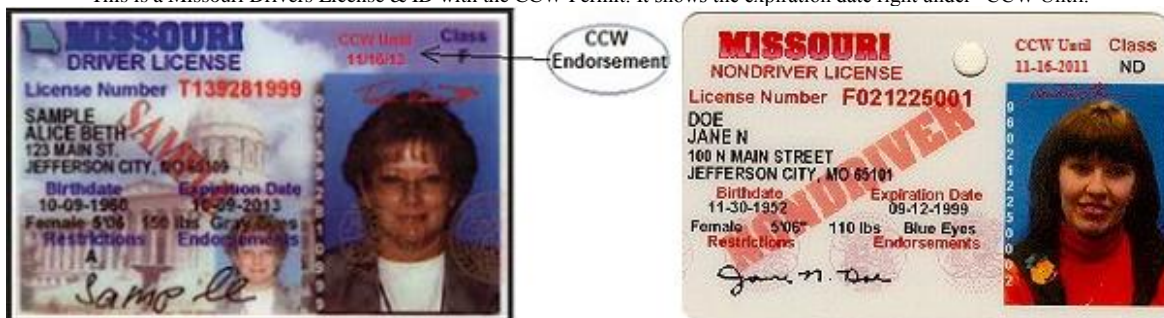 This is a Missouri Drivers License & ID with the CCW Permit. It shows the expiration date right under "CCW Until.
MISSOURI
DRIVER LICENSE
CCW Until
11/16/13
Class
F
License Number T139281999
SAMPLE
ALICE BETH
123 MAIN ST.
JEFFERSON CITY, MO 65109
SAMPLE
Birthdate
Expiration Date
10-09-1960
10-09-2013
Female 5'06 150 lbs Gray Eyes
Restrictions
Endorsements
A
Sample
CCW
Endorsement
MISSOURI
NONDRIVER LICENSE
CCW Until
11-16-2011
Class
ND
License Number F021225001
DOE
JANE N
100 N MAIN STREET
JEFFERSON CITY, MO 65101
NONDRIVER
Birthdate
Expiration Date
11-30-1952
09-12-1999
Female 5'06" 110 lbs Blue Eyes
Restrictions
Endorsements
Jane N. Doe